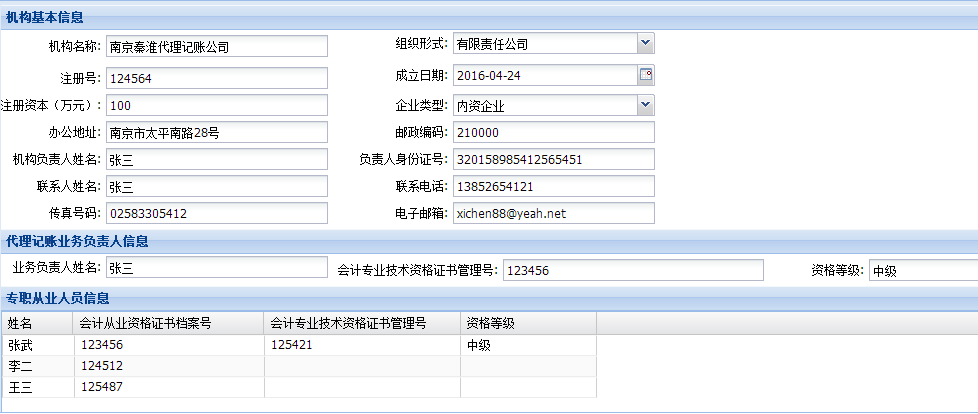 机构基本信息
机构名称: 南京秦淮代理记账公司 组织形式: 有限责任公司
注册号: 124564 成立日期: 2016-04-24
注册资本（万元）: 100 企业类型: 内资企业
办公地址: 南京市太平南路28号 邮政编码: 210000
机构负责人姓名: 张三 负责人身份证号: 320158985412565451
联系人姓名: 张三 联系电话: 13852654121
传真号码: 02583305412 电子邮箱: xichen88@yeah.net
代理记账业务负责人信息
业务负责人姓名: 张三 会计专业技术资格证书管理号: 123456 资格等级: 中级
专职从业人员信息
姓名 会计从业资格证书档案号 会计专业技术资格证书管理号 资格等级
张武 123456 125421 中级
李二 124512
王三 125487